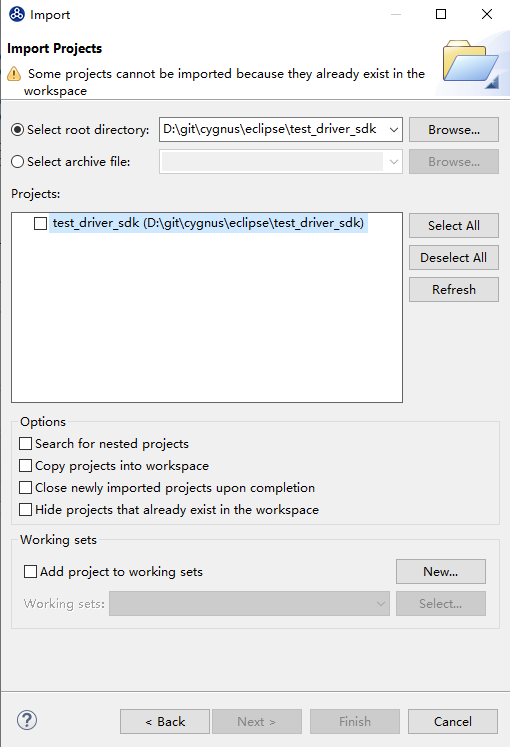 Import
Import Projects
Some projects cannot be imported because they already exist in the
workspace
Select root directory: D:\git\cygnus\eclipse\test_driver_sdk Browse...
Select archive file: Browse...
Projects:
test_driver_sdk (D:\git\cygnus\eclipse\test_driver_sdk)
Select All
Deselect All
Refresh
Options
Search for nested projects
Copy projects into workspace
Close newly imported projects upon completion
Hide projects that already exist in the workspace
Working sets
Add project to working sets New...
Working sets: Select...
? < Back Next > Finish Cancel